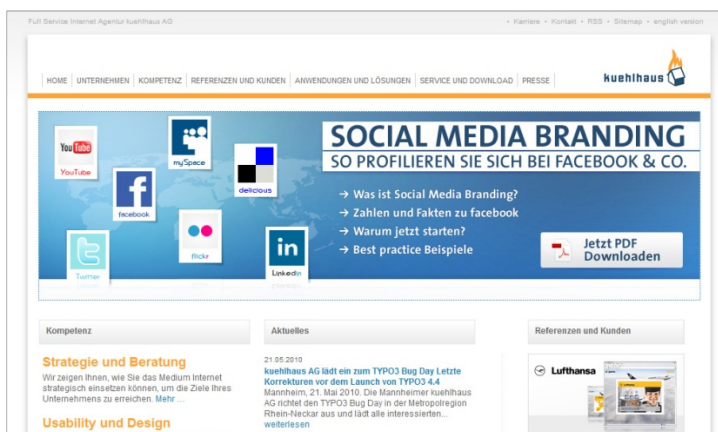 Full Service Internet Agentur kuehlhaus AG
• Karriere • Kontakt • RSS • Sitemap • english version
HOME UNTERNEHMEN KOMPETENZ REFERENZEN UND KUNDEN ANWENDUNGEN UND LÖSUNGEN SERVICE UND DOWNLOAD PRESSE
kuehlhaus
You Tube
YouTube
mySpace
delicious
facebook
flickr
Twitter
in
LinkedIn
SOCIAL MEDIA BRANDING
SO PROFILIEREN SIE SICH BEI FACEBOOK & CO.
→ Was ist Social Media Branding?
→ Zahlen und Fakten zu facebook
→ Warum jetzt starten?
→ Best practice Beispiele
Jetzt PDF
Downloaden
Kompetenz
Strategie und Beratung
Wir zeigen Ihnen, wie Sie das Medium Internet
strategisch einsetzen können, um die Ziele Ihres
Unternehmens zu erreichen. Mehr ...
Usability und Design
Aktuelles
21.05.2010
kuehlhaus AG lädt ein zum TYPO3 Bug Day Letzte
Korrekturen vor dem Launch von TYPO3 4.4
Mannheim, 21. Mai 2010. Die Mannheimer kuehlhaus
AG richtet den TYPO3 Bug Day in der Metropolregion
Rhein-Neckar aus und lädt alle interessierten...
weiterlesen
Referenzen und Kunden
Lufthansa